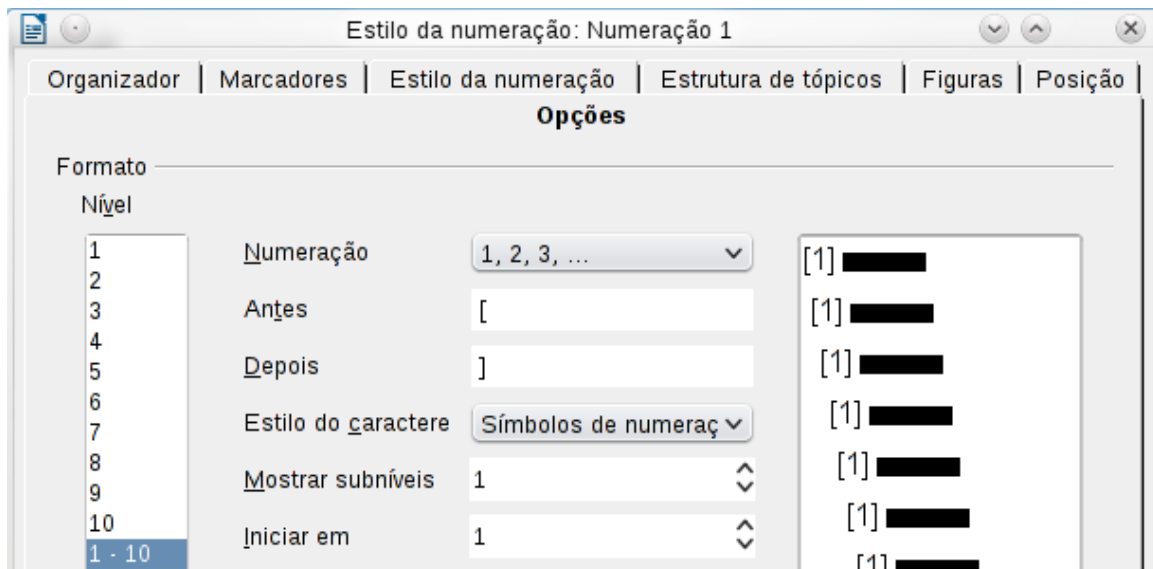 Estilo da numeração: Numeração 1
Organizador Marcadores Estilo da numeração Estrutura de tópicos Figuras Posição
Opções
Formato
Nível
1
2
3
4
5
6
7
8
9
10
1 - 10
Numeração 1, 2, 3, ...
Antes [
Depois ]
Estilo do caractere Símbolos de numeraç
Mostrar subníveis 1
Iniciar em 1
[1]
[1]
[1]
[1]
[1]
[1]
[1]